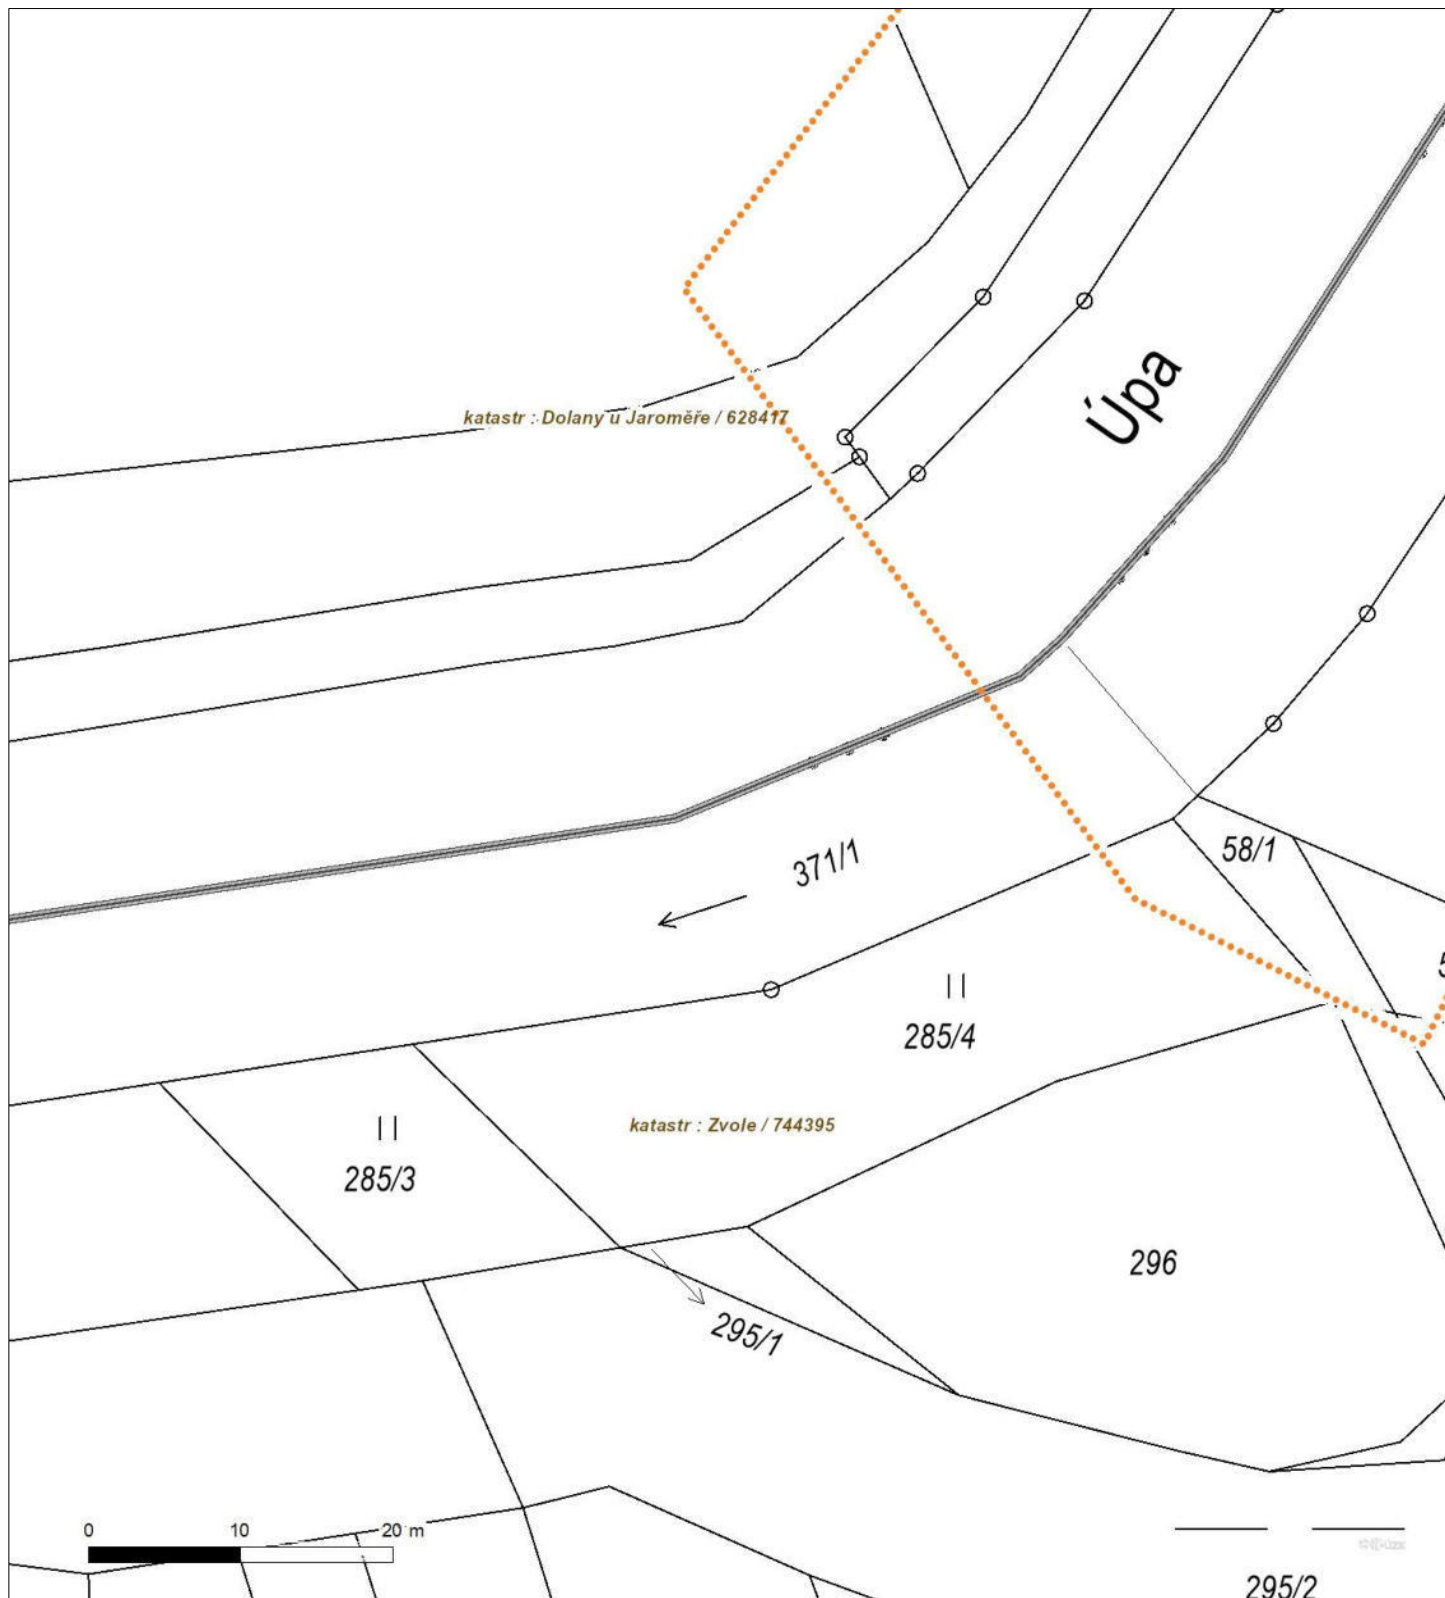 Úpa
katastr : Dolany u Jaroměře / 628417
371/1
58/1
285/4
katastr : Zvole / 744395
285/3
296
295/1
0 10 20 m
295/2